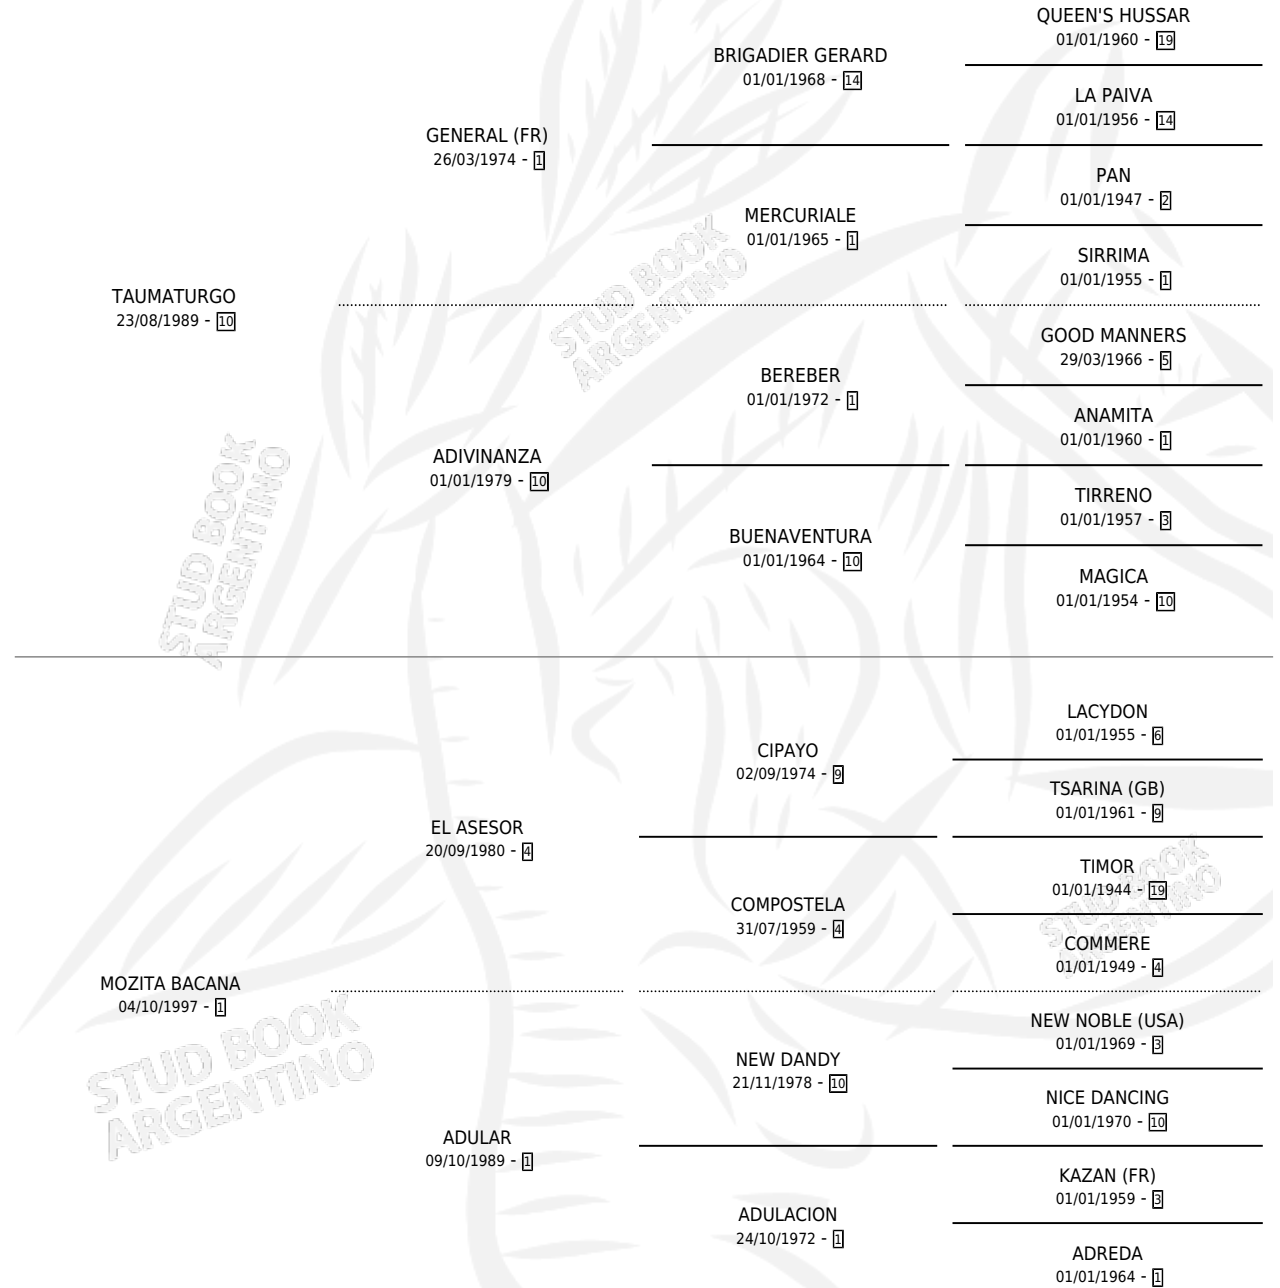 QUEEN'S HUSSAR
01/01/1960 - 19
BRIGADIER GERARD
01/01/1968 - 14
LA PAIVA
01/01/1956 - 14
GENERAL (FR)
26/03/1974 - 1
PAN
01/01/1947 - 2
MERCURIALE
01/01/1965 - 1
SIRRIMA
01/01/1955 - 1
TAUMATURGO
23/08/1989 - 10
STUD BOOK
ARGENTINO
GOOD MANNERS
29/03/1966 - 5
BEREBER
01/01/1972 - 1
ANAMITA
01/01/1960 - 1
ADIVINANZA
01/01/1979 - 10
STUD BOOK
ARGENTINO
TIRRENO
01/01/1957 - 3
BUENAVENTURA
01/01/1964 - 10
MAGICA
01/01/1954 - 10
LACYDON
01/01/1955 - 6
CIPAYO
02/09/1974 - 9
TSARINA (GB)
01/01/1961 - 9
EL ASESOR
20/09/1980 - 4
TIMOR
01/01/1944 - 19
STUD BOOK
ARGENTINO
COMPOSTELA
31/07/1959 - 4
COMMERE
01/01/1949 - 4
MOZITA BACANA
04/10/1997 - 1
STUD BOOK
ARGENTINO
NEW NOBLE (USA)
01/01/1969 - 3
NEW DANDY
21/11/1978 - 10
NICE DANCING
01/01/1970 - 10
ADULAR
09/10/1989 - 1
KAZAN (FR)
01/01/1959 - 3
ADULACION
24/10/1972 - 1
ADREDA
01/01/1964 - 1